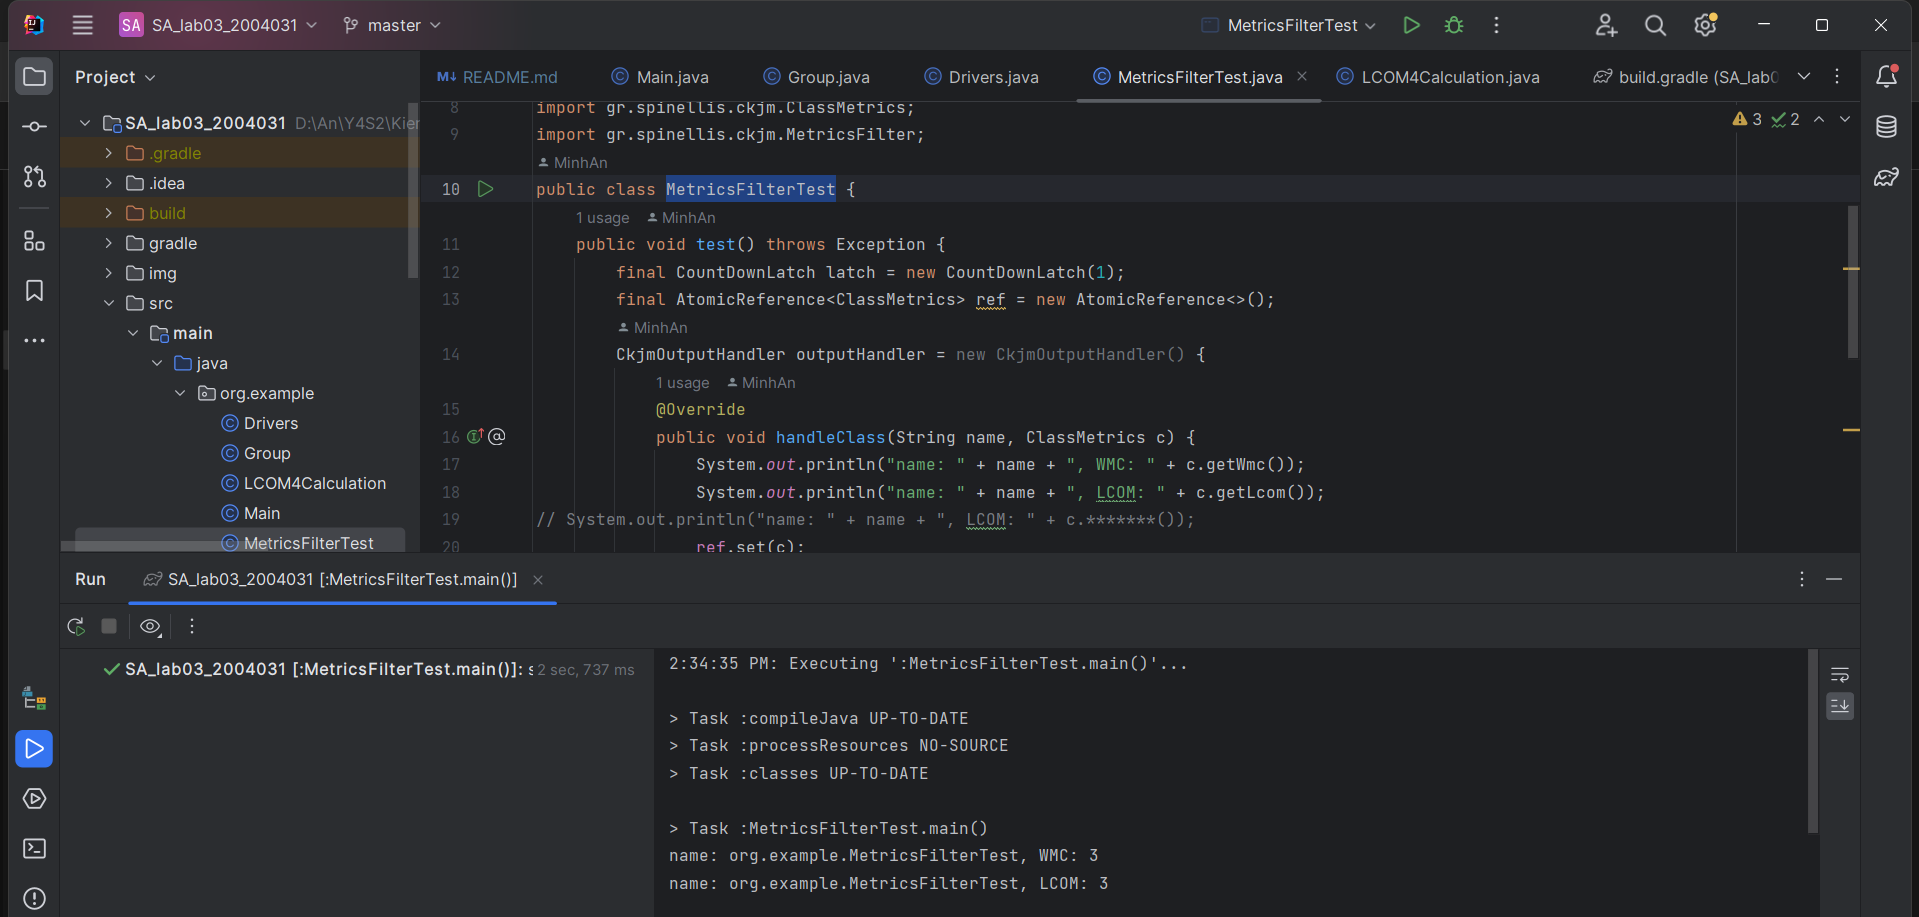 SA SA_lab03_2004031 master MetricsFilterTest
Project
README.md Main.java Group.java Drivers.java MetricsFilterTest.java LCOM4Calculation.java build.gradle (SA_lab0
SA_lab03_2004031 D:\An\Y4S2\Kier
.gradle
.idea
build
gradle
img
src
main
java
org.example
Drivers
Group
LCOM4Calculation
Main
MetricsFilterTest
3 2
8 import gr.spinellis.ckjm.ClassMetrics;
9 import gr.spinellis.ckjm.MetricsFilter;
MinhAn
10 public class MetricsFilterTest {
1 usage MinhAn
11 public void test() throws Exception {
12 final CountDownLatch latch = new CountDownLatch(1);
13 final AtomicReference<ClassMetrics> ref = new AtomicReference<>();
MinhAn
14 CkjmOutputHandler outputHandler = new CkjmOutputHandler() {
1 usage MinhAn
15 @Override
16 public void handleClass(String name, ClassMetrics c) {
17 System.out.println("name: " + name + ", WMC: " + c.getWmc());
18 System.out.println("name: " + name + ", LCOM: " + c.getLcom());
19 // System.out.println("name: " + name + ", LCOM: " + c.*******());
20 ref.set(c);
Run SA_lab03_2004031 [:MetricsFilterTest.main()]
SA_lab03_2004031 [:MetricsFilterTest.main()]: s 2 sec, 737 ms
2:34:35 PM: Executing ':MetricsFilterTest.main()'...
> Task :compileJava UP-TO-DATE
> Task :processResources NO-SOURCE
> Task :classes UP-TO-DATE
> Task :MetricsFilterTest.main()
name: org.example.MetricsFilterTest, WMC: 3
name: org.example.MetricsFilterTest, LCOM: 3